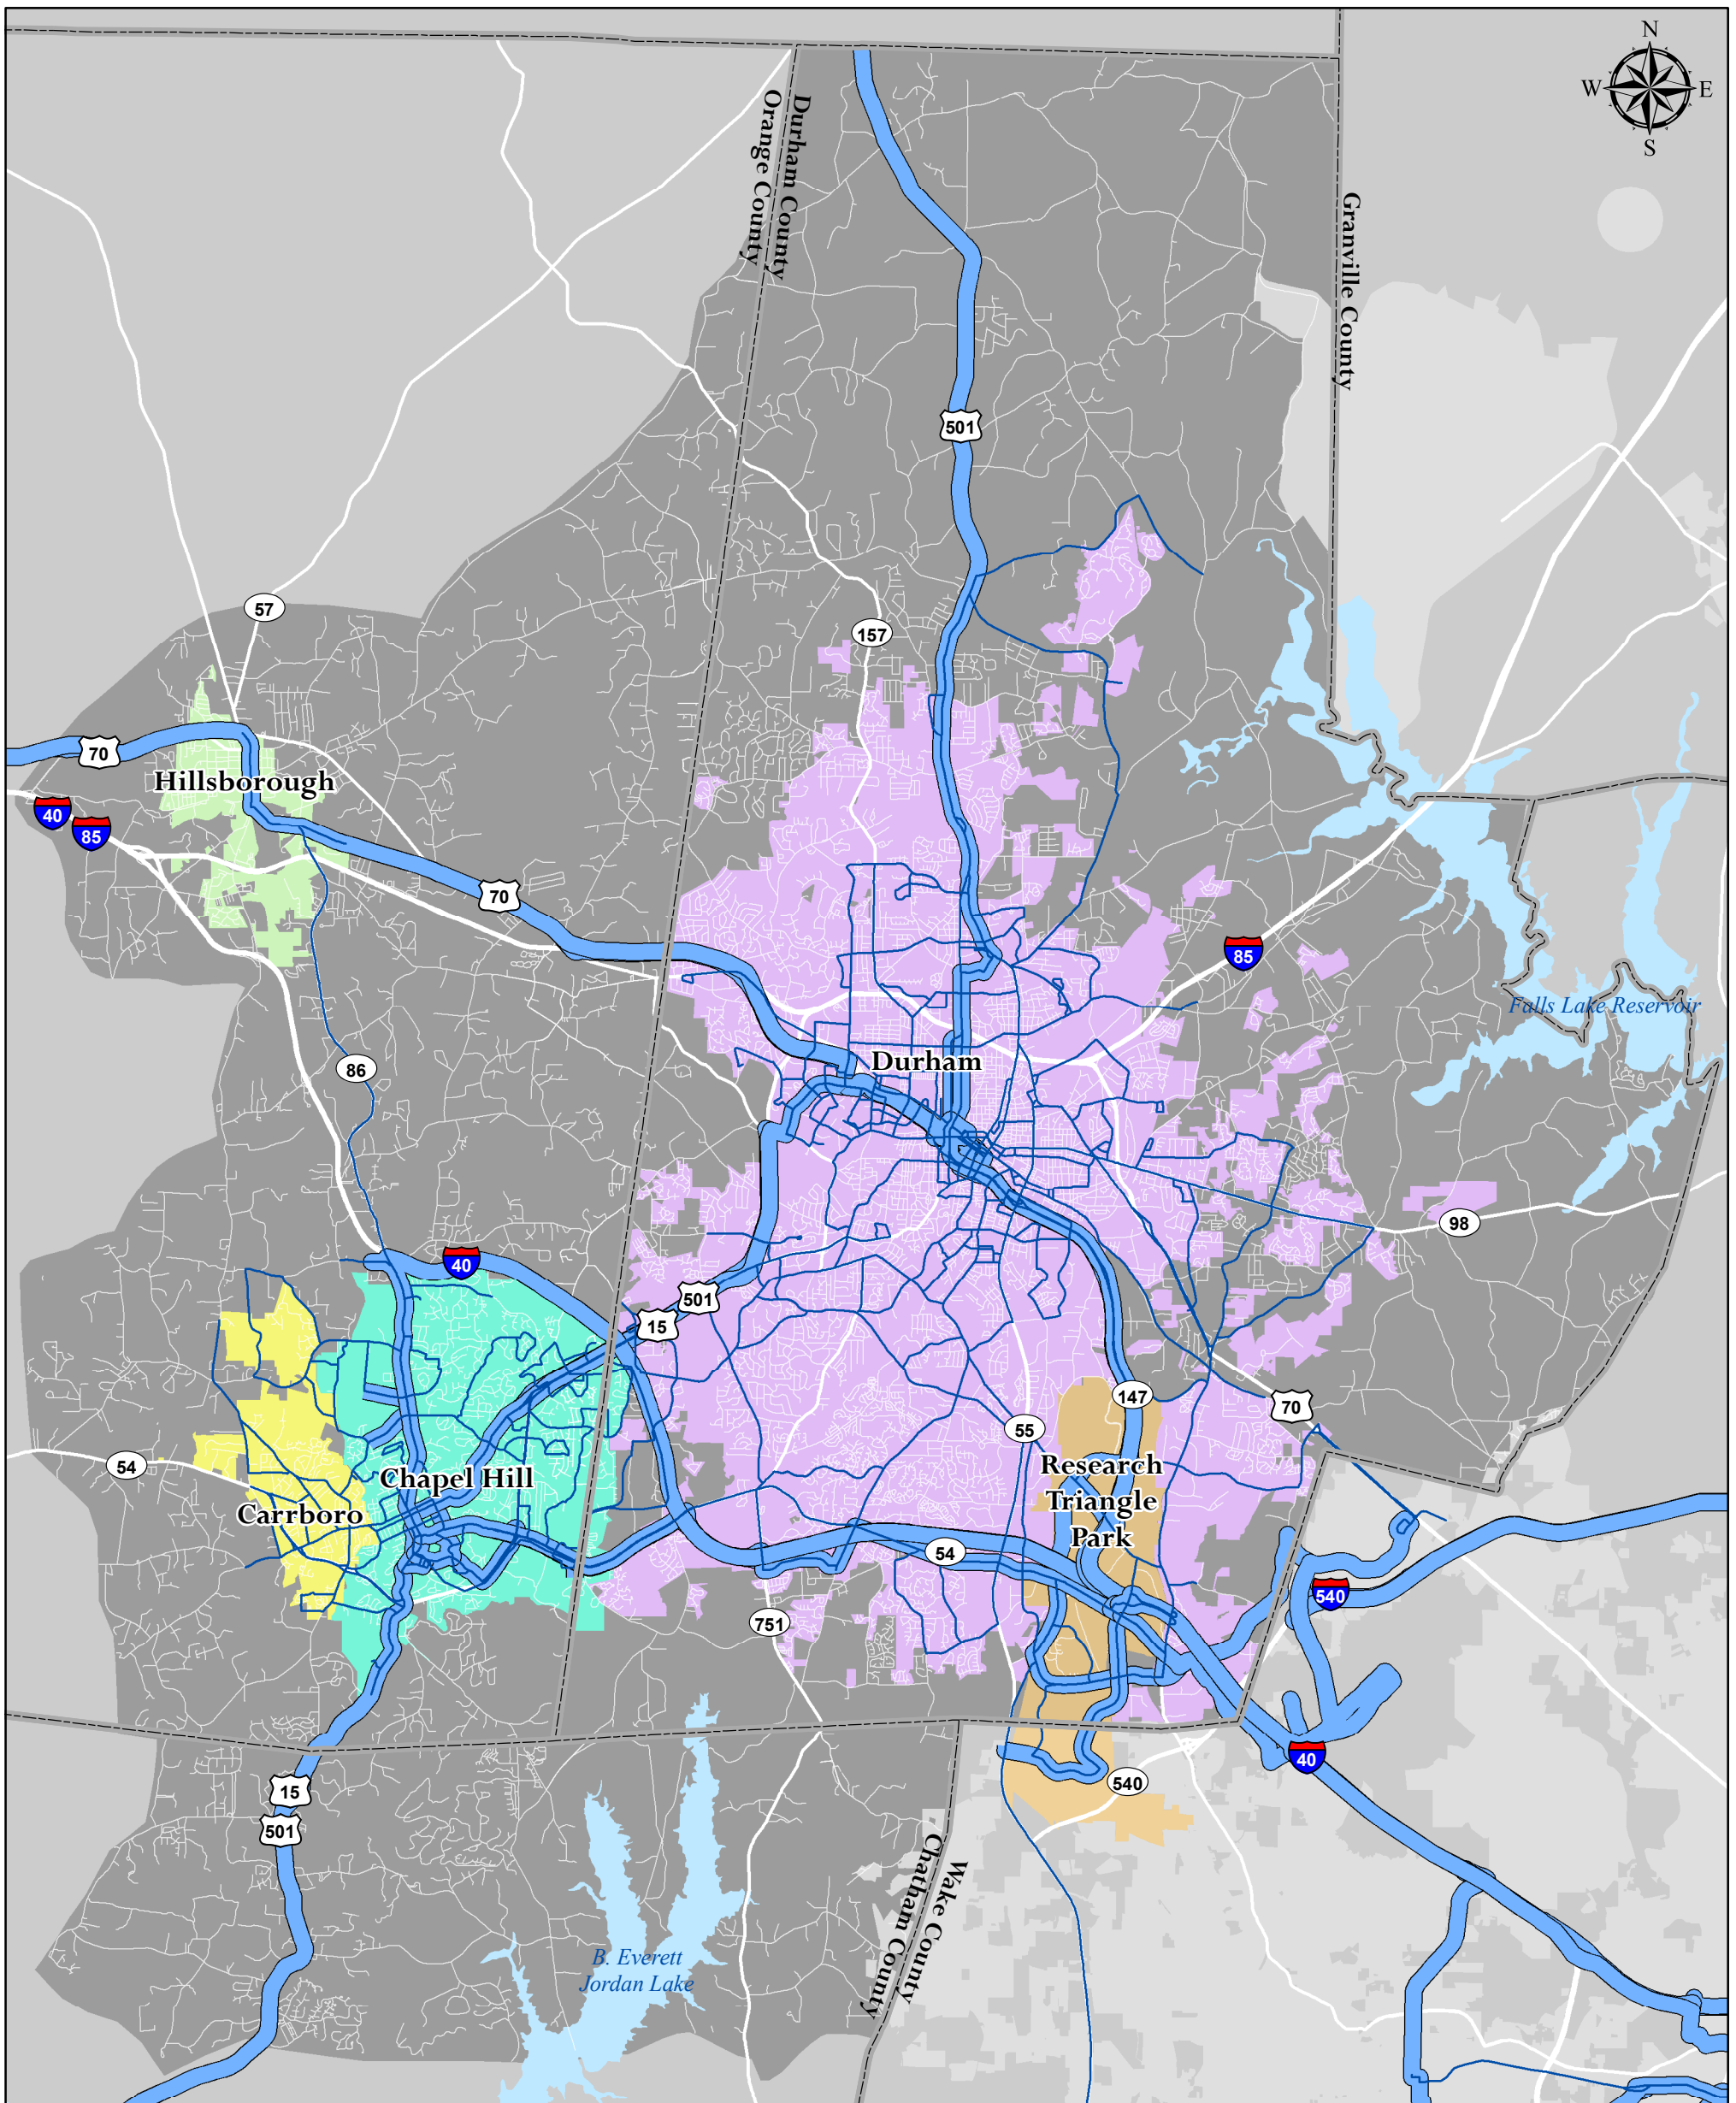 N
W E
S
Durham County
Orange County
Granville County
501
57
157
70
Hillsborough
40
85
70
85
Falls Lake Reservoir
Durham
86
98
40
501
15
147
70
55
54
Research
Triangle
Park
Chapel Hill
Carrboro
54
540
751
40
540
15
501
Wake County
Chatham County
B. Everett
Jordan Lake